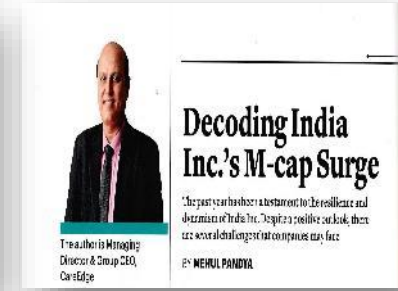 Decoding India
Inc.'s M-cap Surge
The past year has been a testament to the resilience and
dynamism of India Inc. Despite a positive outlook, there
are several challenges that companies may face
BY MEHUL PANDYA
The author is Managing
Director & Group CEO,
CareEdge